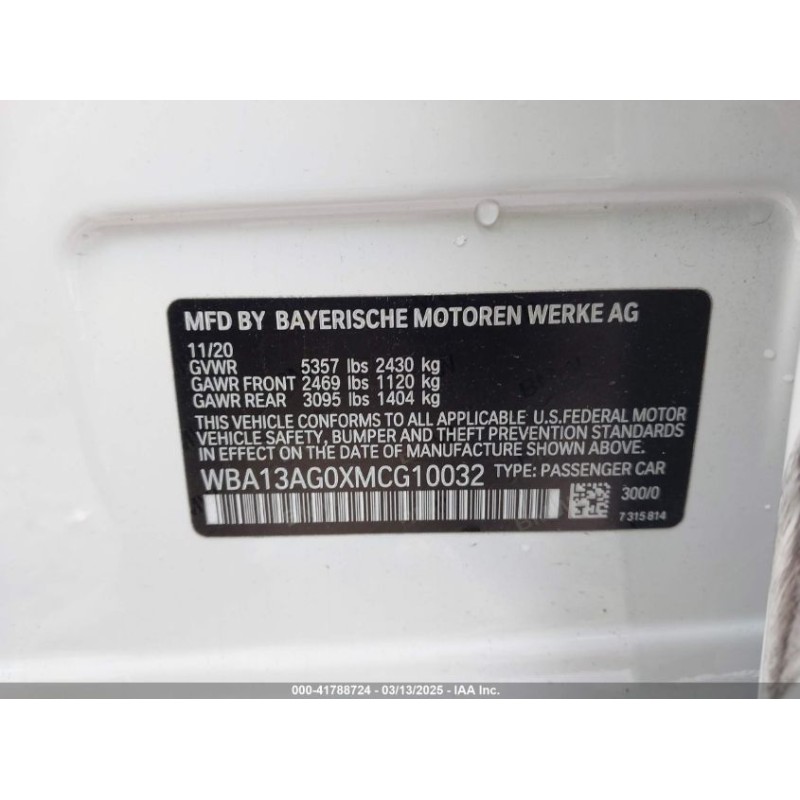 MFD BY BAYERISCHE MOTOREN WERKE AG
11/20
GVWR 5357 lbs 2430 kg
GAWR FRONT 2469 lbs 1120 kg
GAWR REAR 3095 lbs 1404 kg
THIS VEHICLE CONFORMS TO ALL APPLICABLE U.S.FEDERAL MOTOR
VEHICLE SAFETY, BUMPER AND THEFT PREVENTION STANDARDS
IN EFFECT ON THE DATE OF MANUFACTURE SHOWN ABOVE.
WBA13AG0XMCG10032 TYPE: PASSENGER CAR
300/0
7 315 814
000-41788724 / 03/13/2025 - IAA Inc.